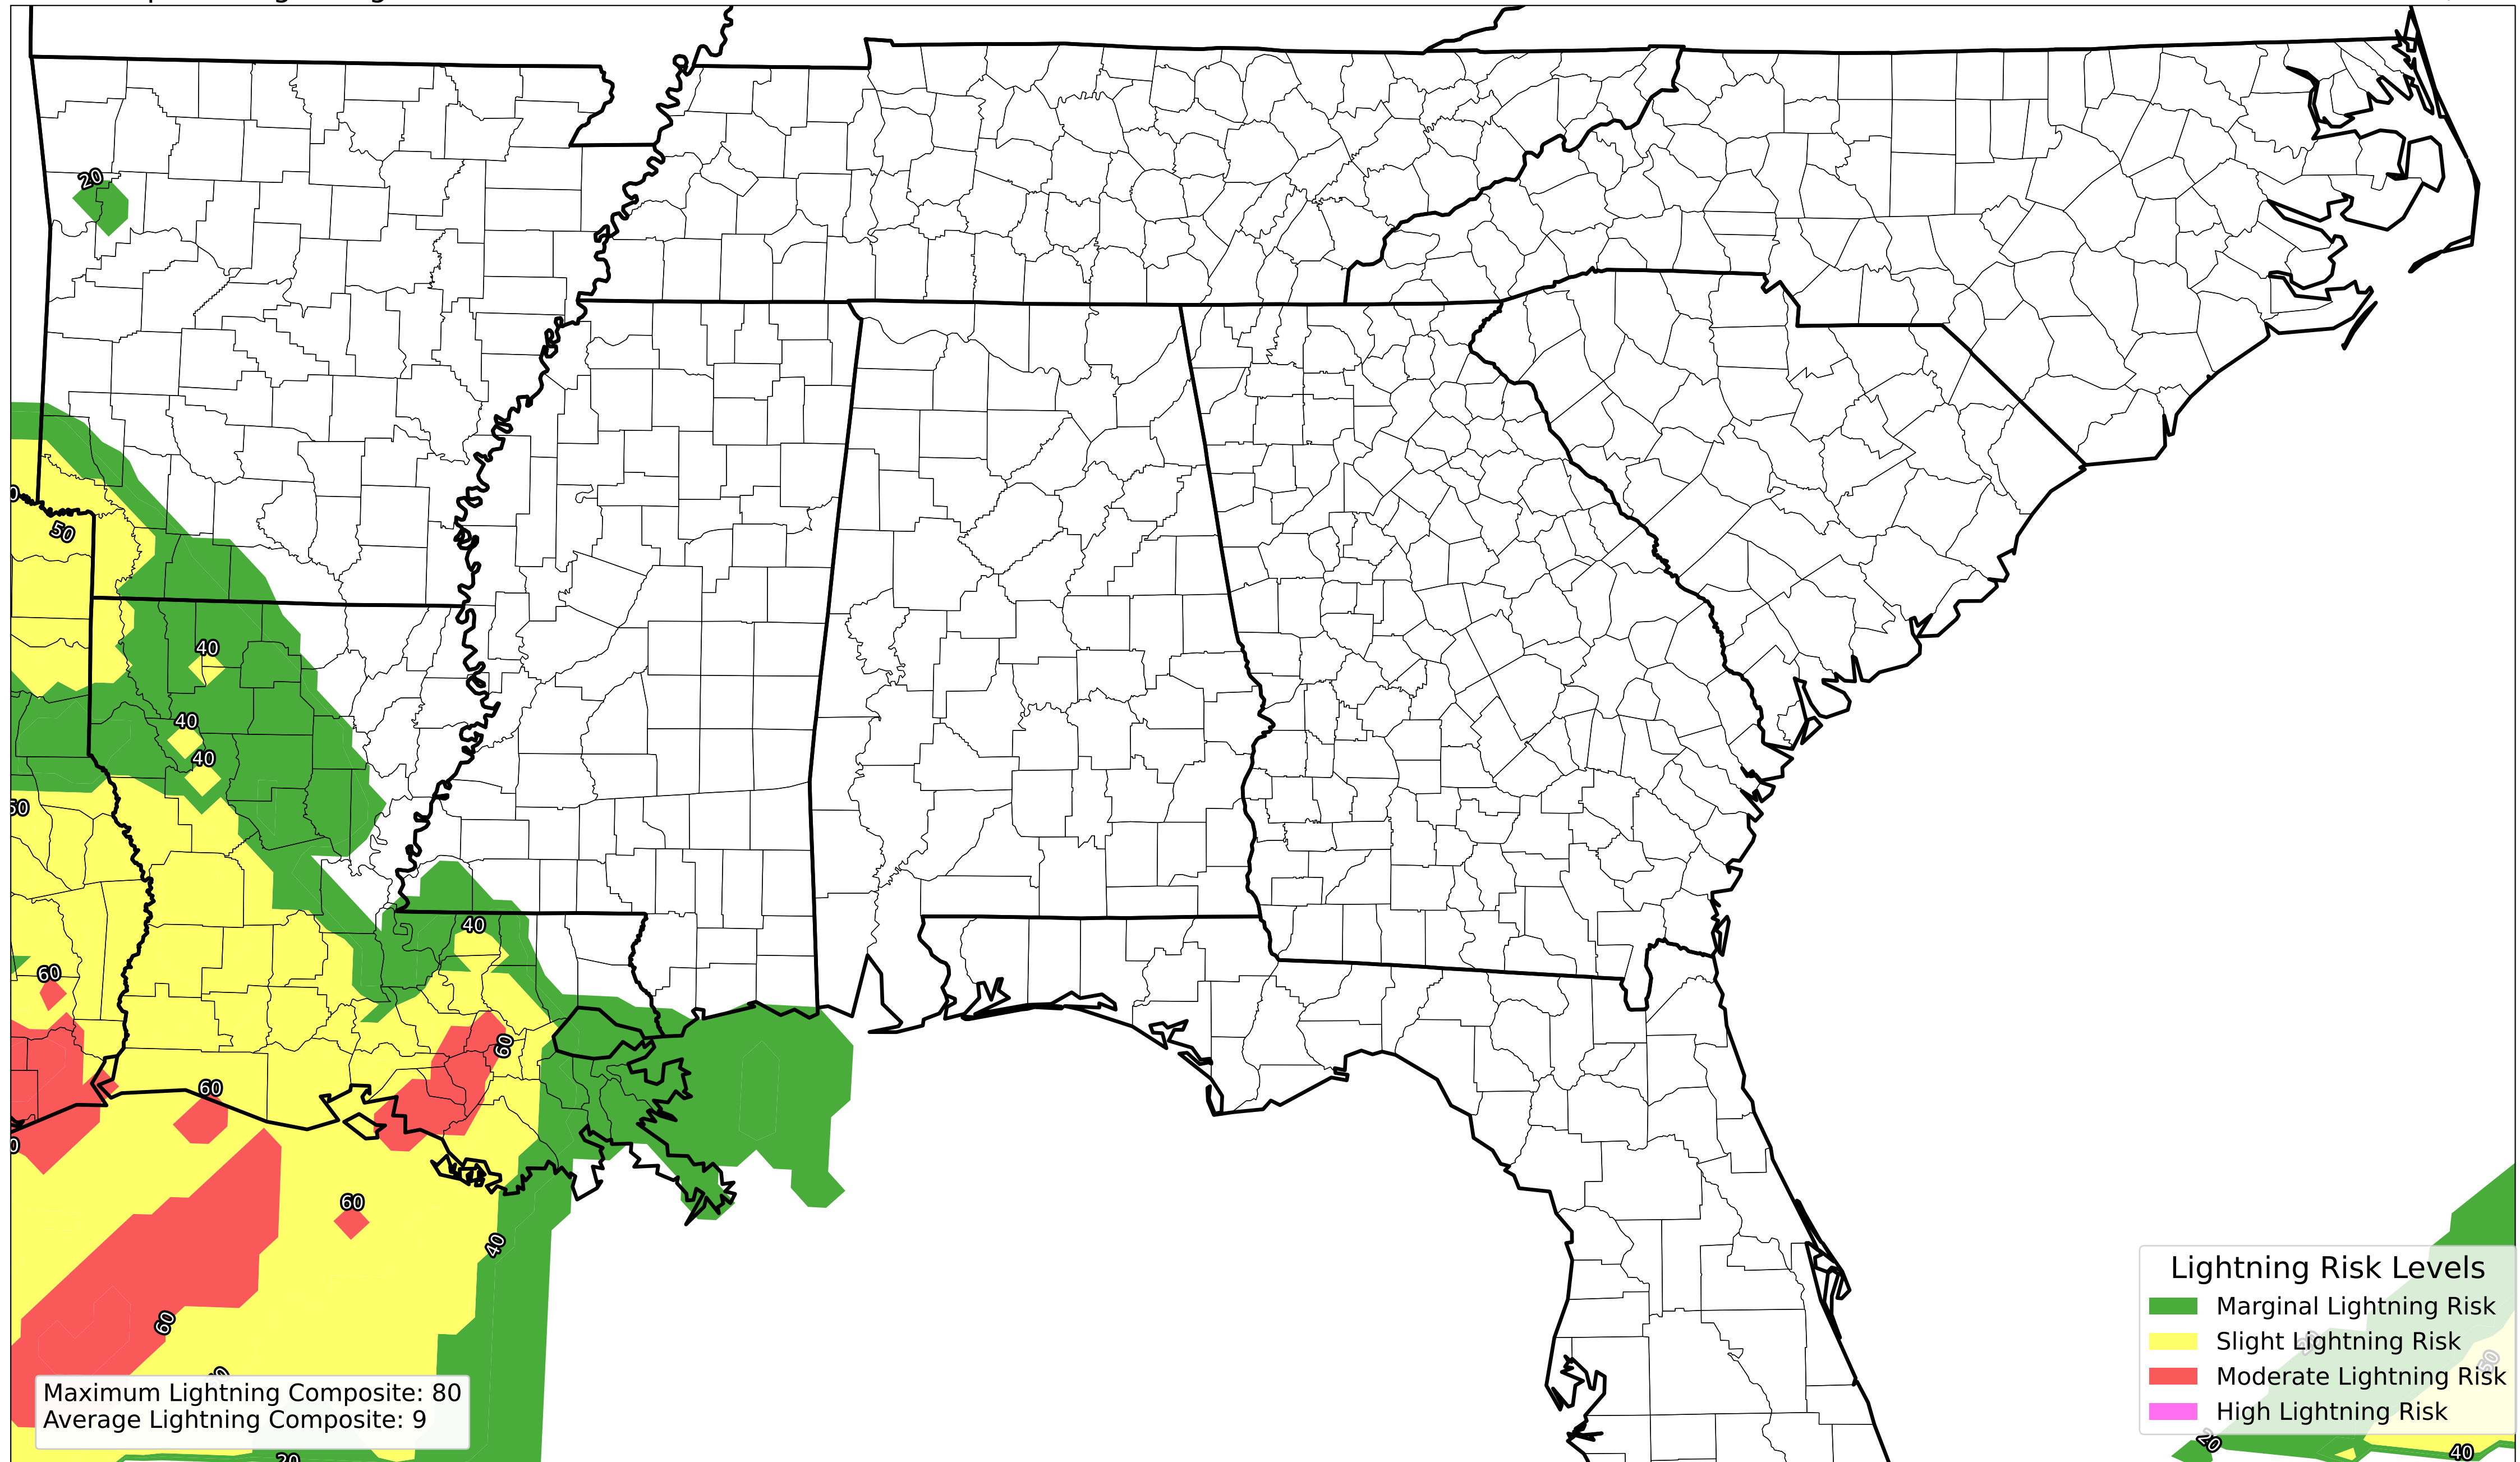 20
50
40
40
40
50
40
60
60
60
60
40
60
20
Lightning Risk Levels
Marginal Lightning Risk
Slight Lightning Risk
Moderate Lightning Risk
High Lightning Risk
50
20
40
Maximum Lightning Composite: 80
Average Lightning Composite: 9